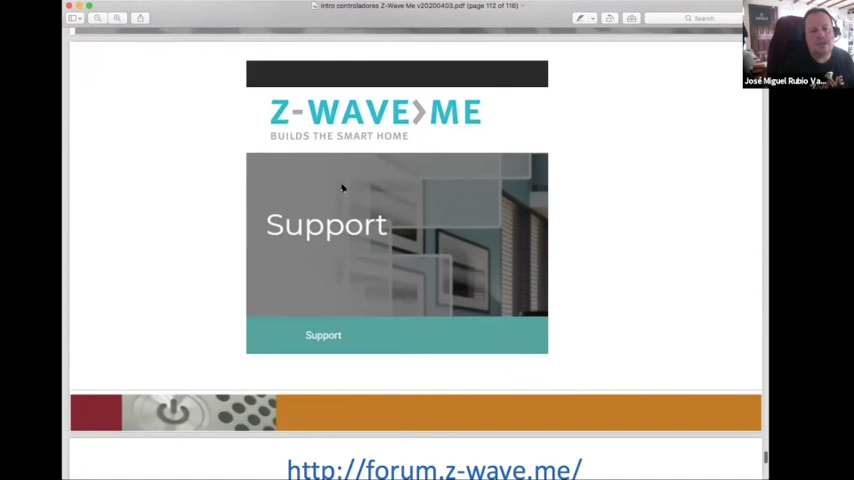 Intro controladores Z-Wave Me v20200403.pdf (page 112 of 116)
Search
José Miguel Rubio Va...
Z-WAVE>ME
BUILDS THE SMART HOME
Support
Support
http://forum.z-wave.me/